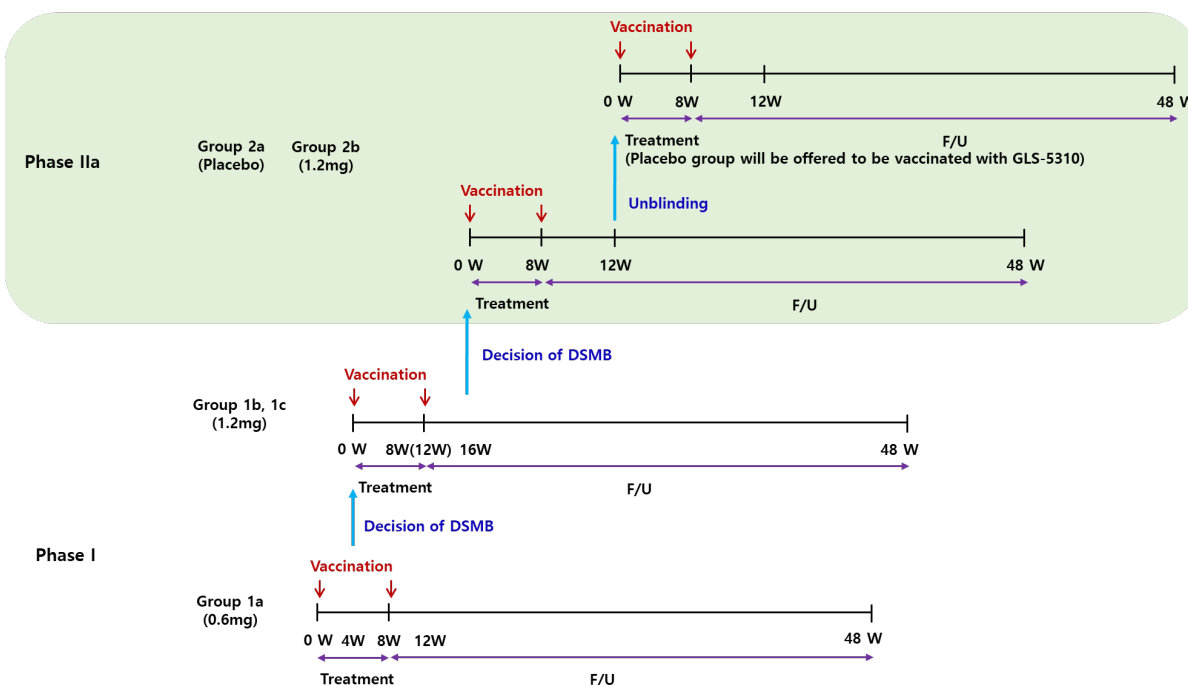 Vaccination
0 W 8W 12W 48 W
Treatment F/U
(Placebo group will be offered to be vaccinated with GLS-5310)
Phase IIa
Group 2a
(Placebo)
Group 2b
(1.2mg)
Unblinding
Vaccination
0 W 8W 12W 48 W
Treatment F/U
Decision of DSMB
Vaccination
Group 1b, 1c
(1.2mg)
0 W 8W(12W) 16W 48 W
Treatment F/U
Decision of DSMB
Phase I
Vaccination
Group 1a
(0.6mg)
0 W 4W 8W 12W 48 W
Treatment F/U